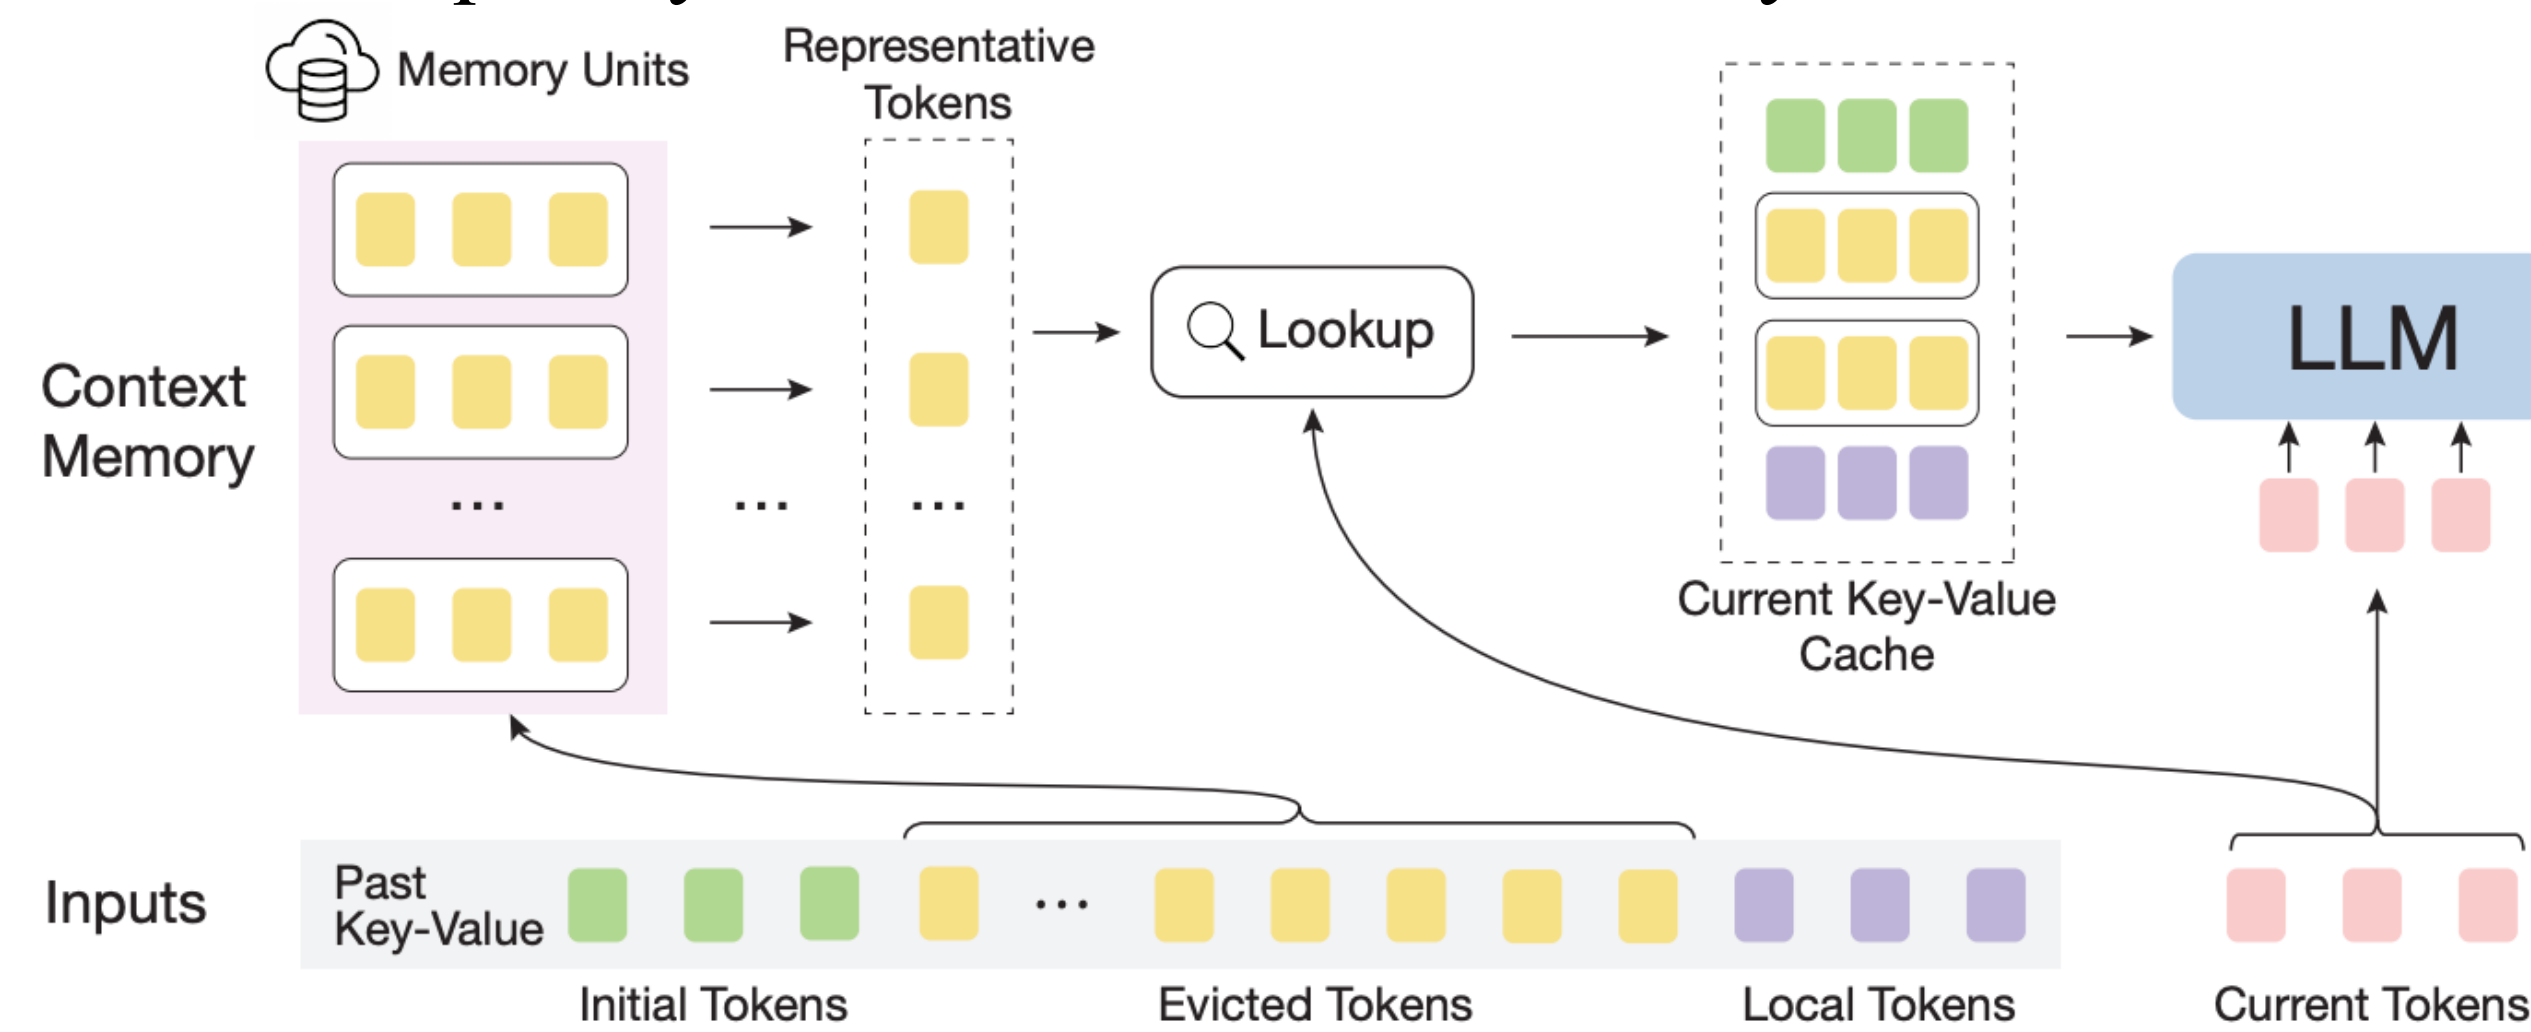 Memory Units
Representative
Tokens
Context
Memory
...
...
...
Lookup
LLM
Current Key-Value
Cache
Inputs
Past
Key-Value
...
Initial Tokens
Evicted Tokens
Local Tokens
Current Tokens